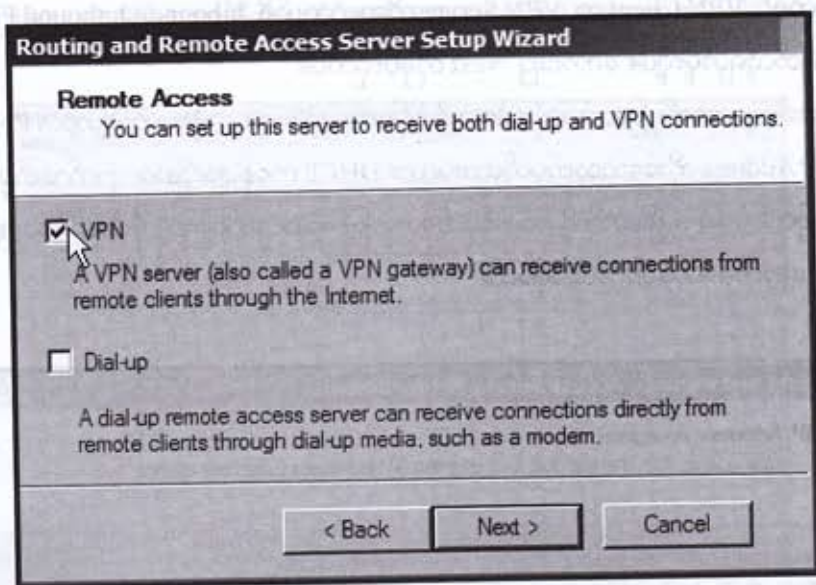 Routing and Remote Access Server Setup Wizard
Remote Access
You can set up this server to receive both dial-up and VPN connections.
VPN
A VPN server (also called a VPN gateway) can receive connections from
remote clients through the Internet.
Dial-up
A dial-up remote access server can receive connections directly from
remote clients through dial-up media, such as a modem.
< Back
Next >
Cancel